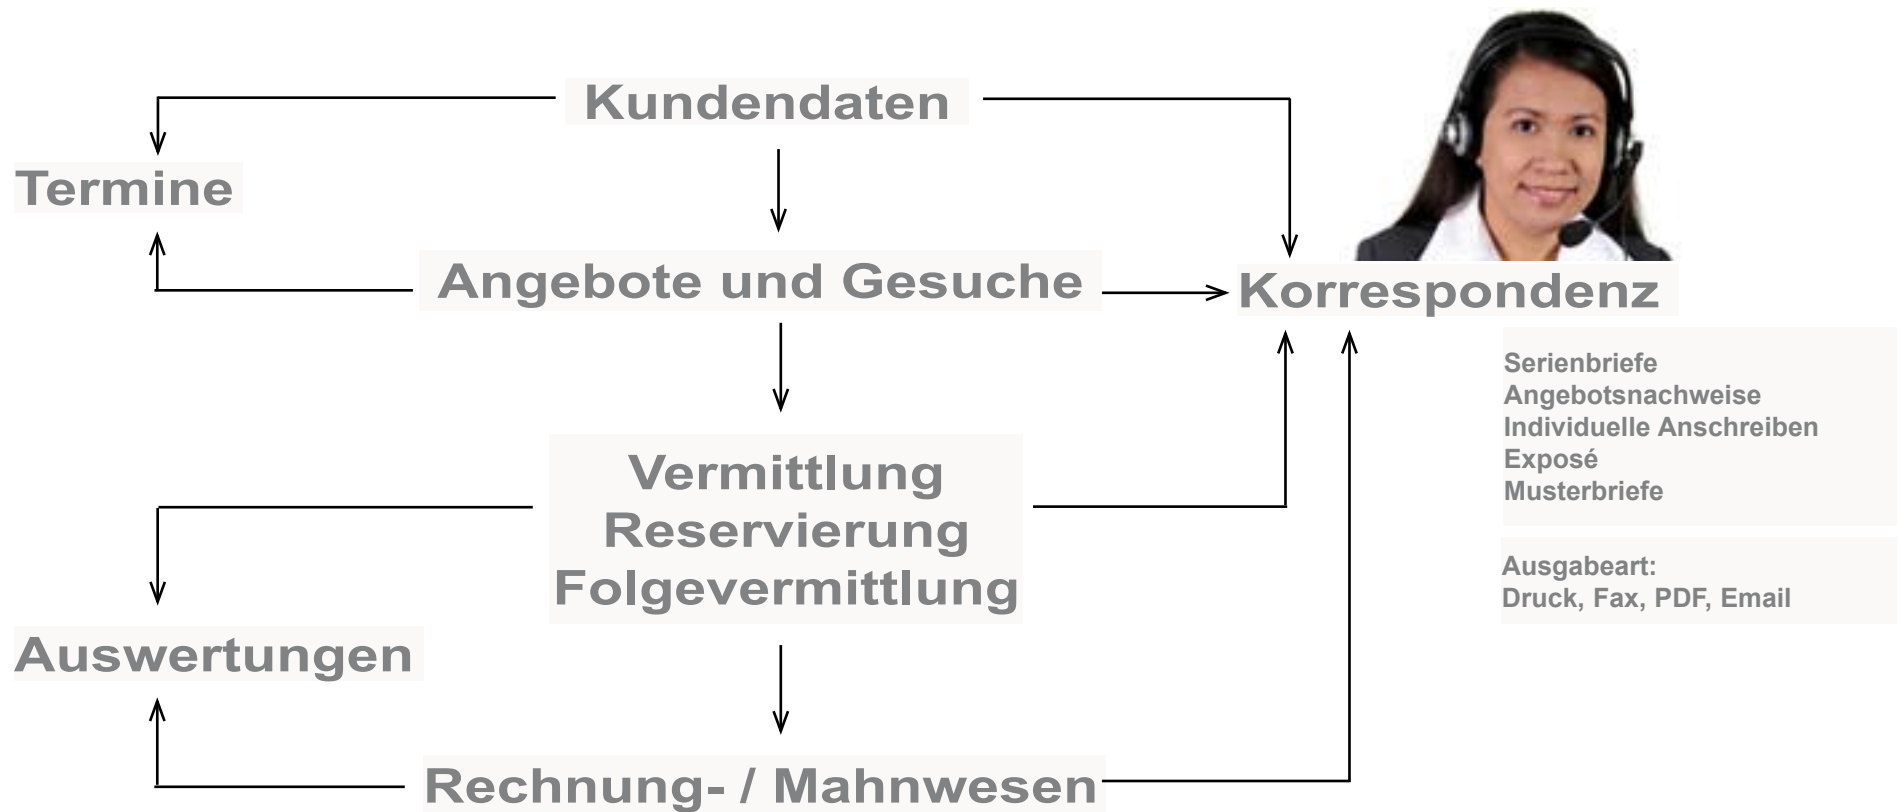 Kundendaten
Termine
Angebote und Gesuche
Korrespondenz
Serienbriefe
Angebotsnachweise
Individuelle Anschreiben
Exposé
Musterbriefe
Ausgabeart:
Druck, Fax, PDF, Email
Vermittlung
Reservierung
Folgevermittlung
Auswertungen
Rechnung- / Mahnwesen